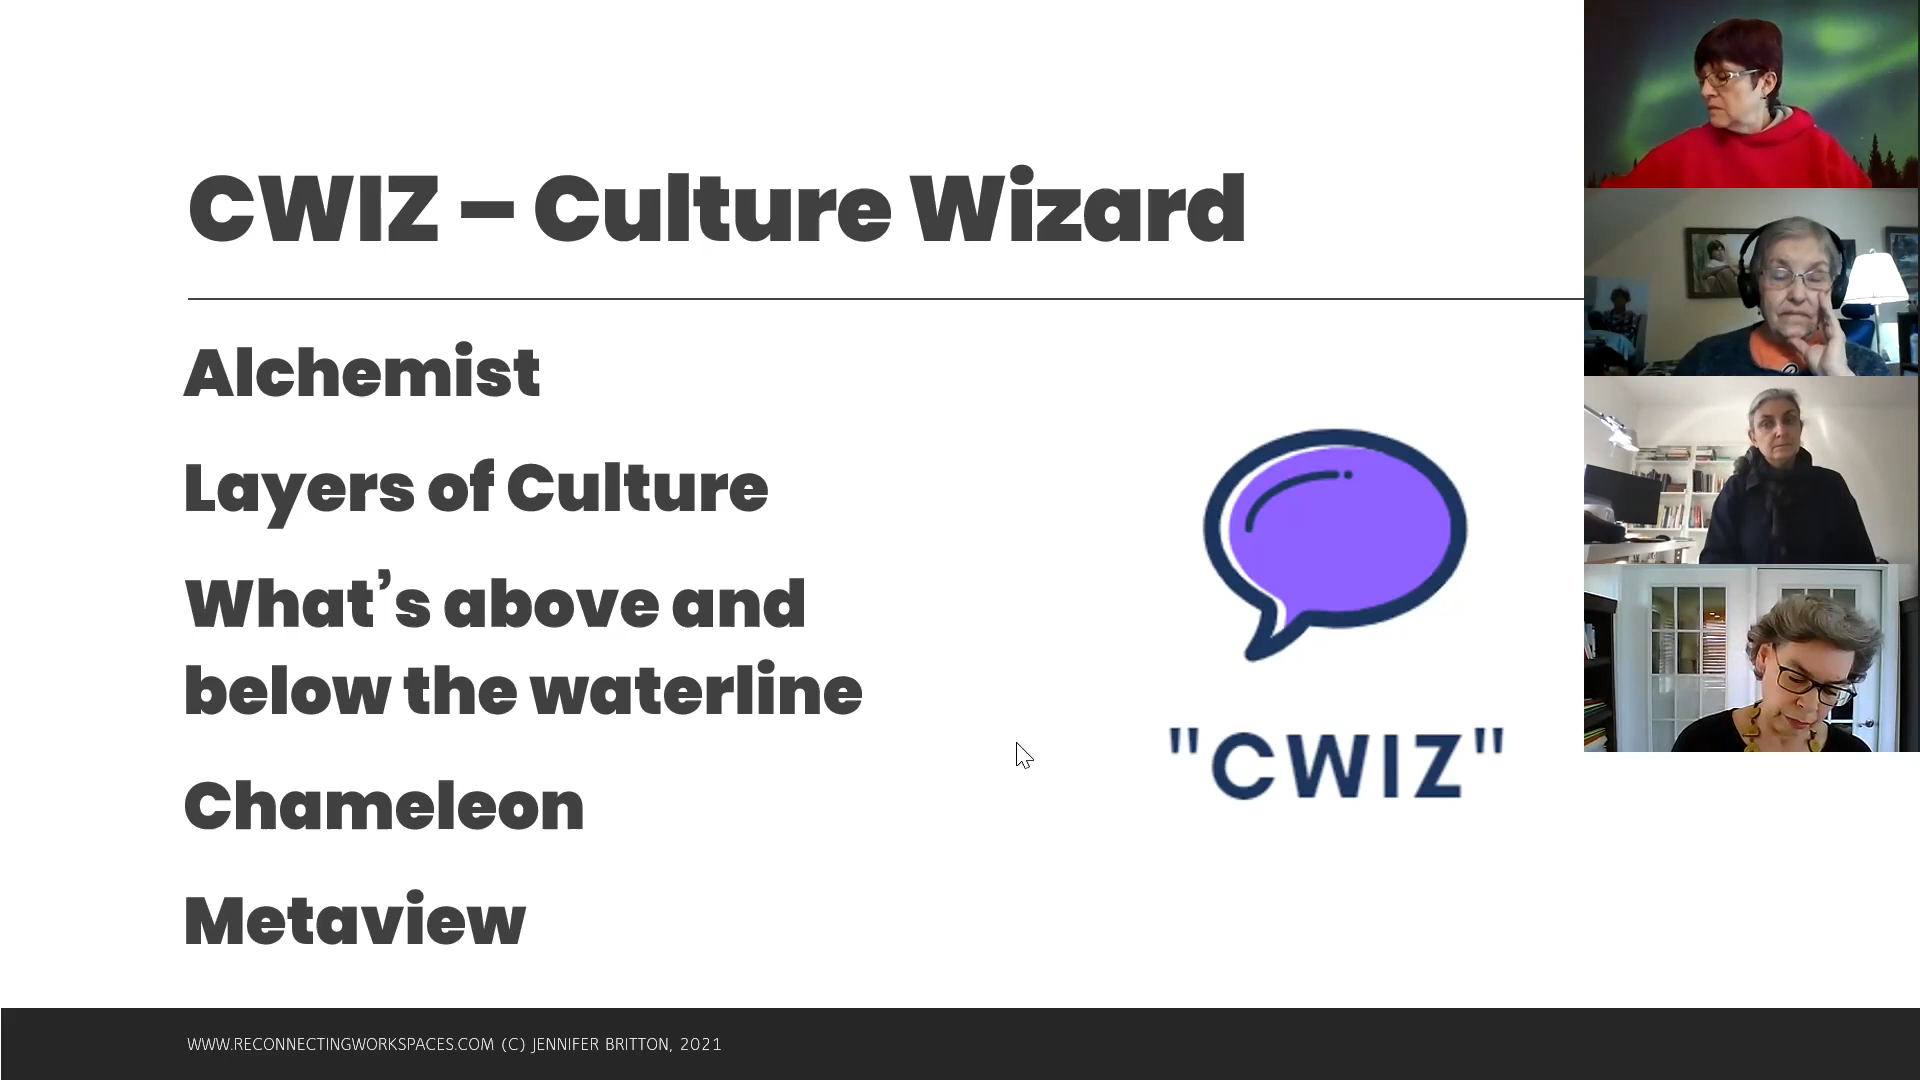 CWIZ – Culture Wizard
Alchemist
Layers of Culture
What’s above and
below the waterline
Chameleon
Metaview
"CWIZ"
WWW.RECONNECTINGWORKSPACES.COM (C) JENNIFER BRITTON, 2021